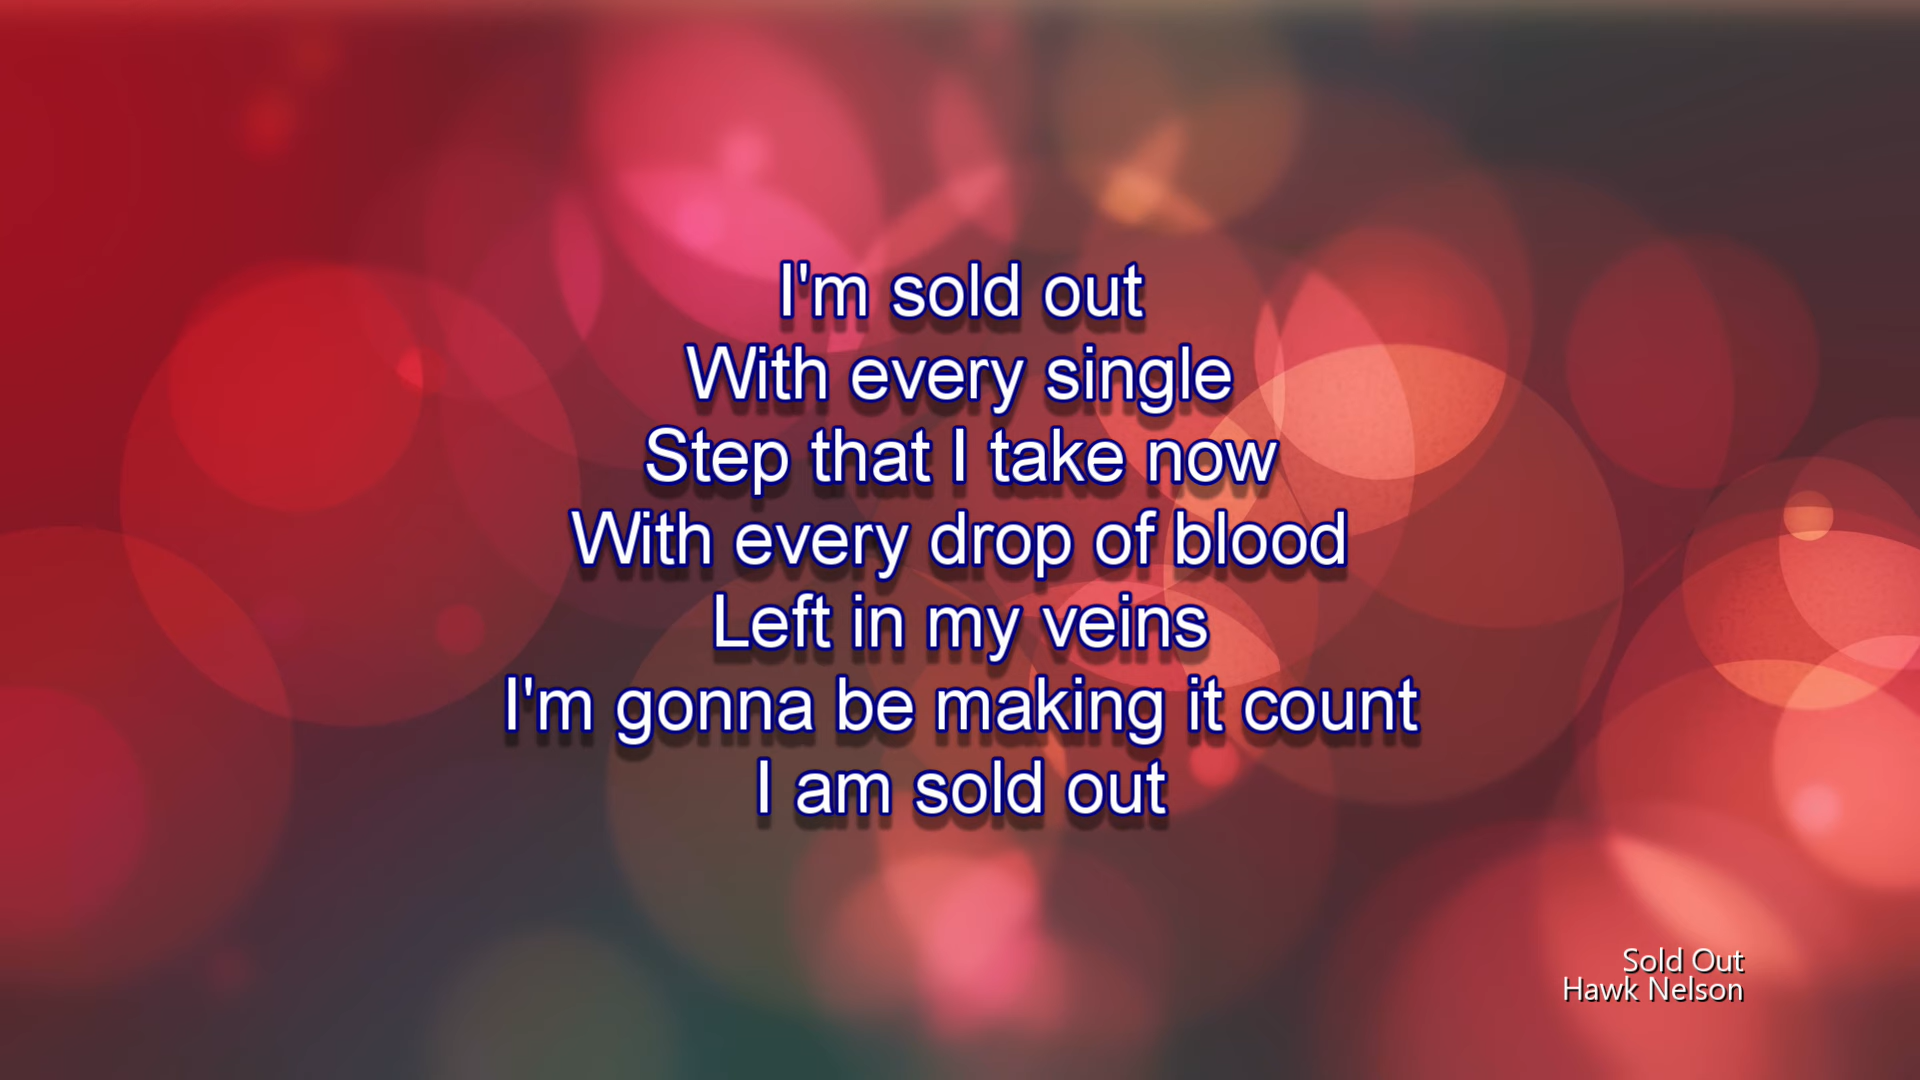 I'm sold out
With every single
Step that I take now
With every drop of blood
Left in my veins
I'm gonna be making it count
I am sold out
Sold Out
Hawk Nelson